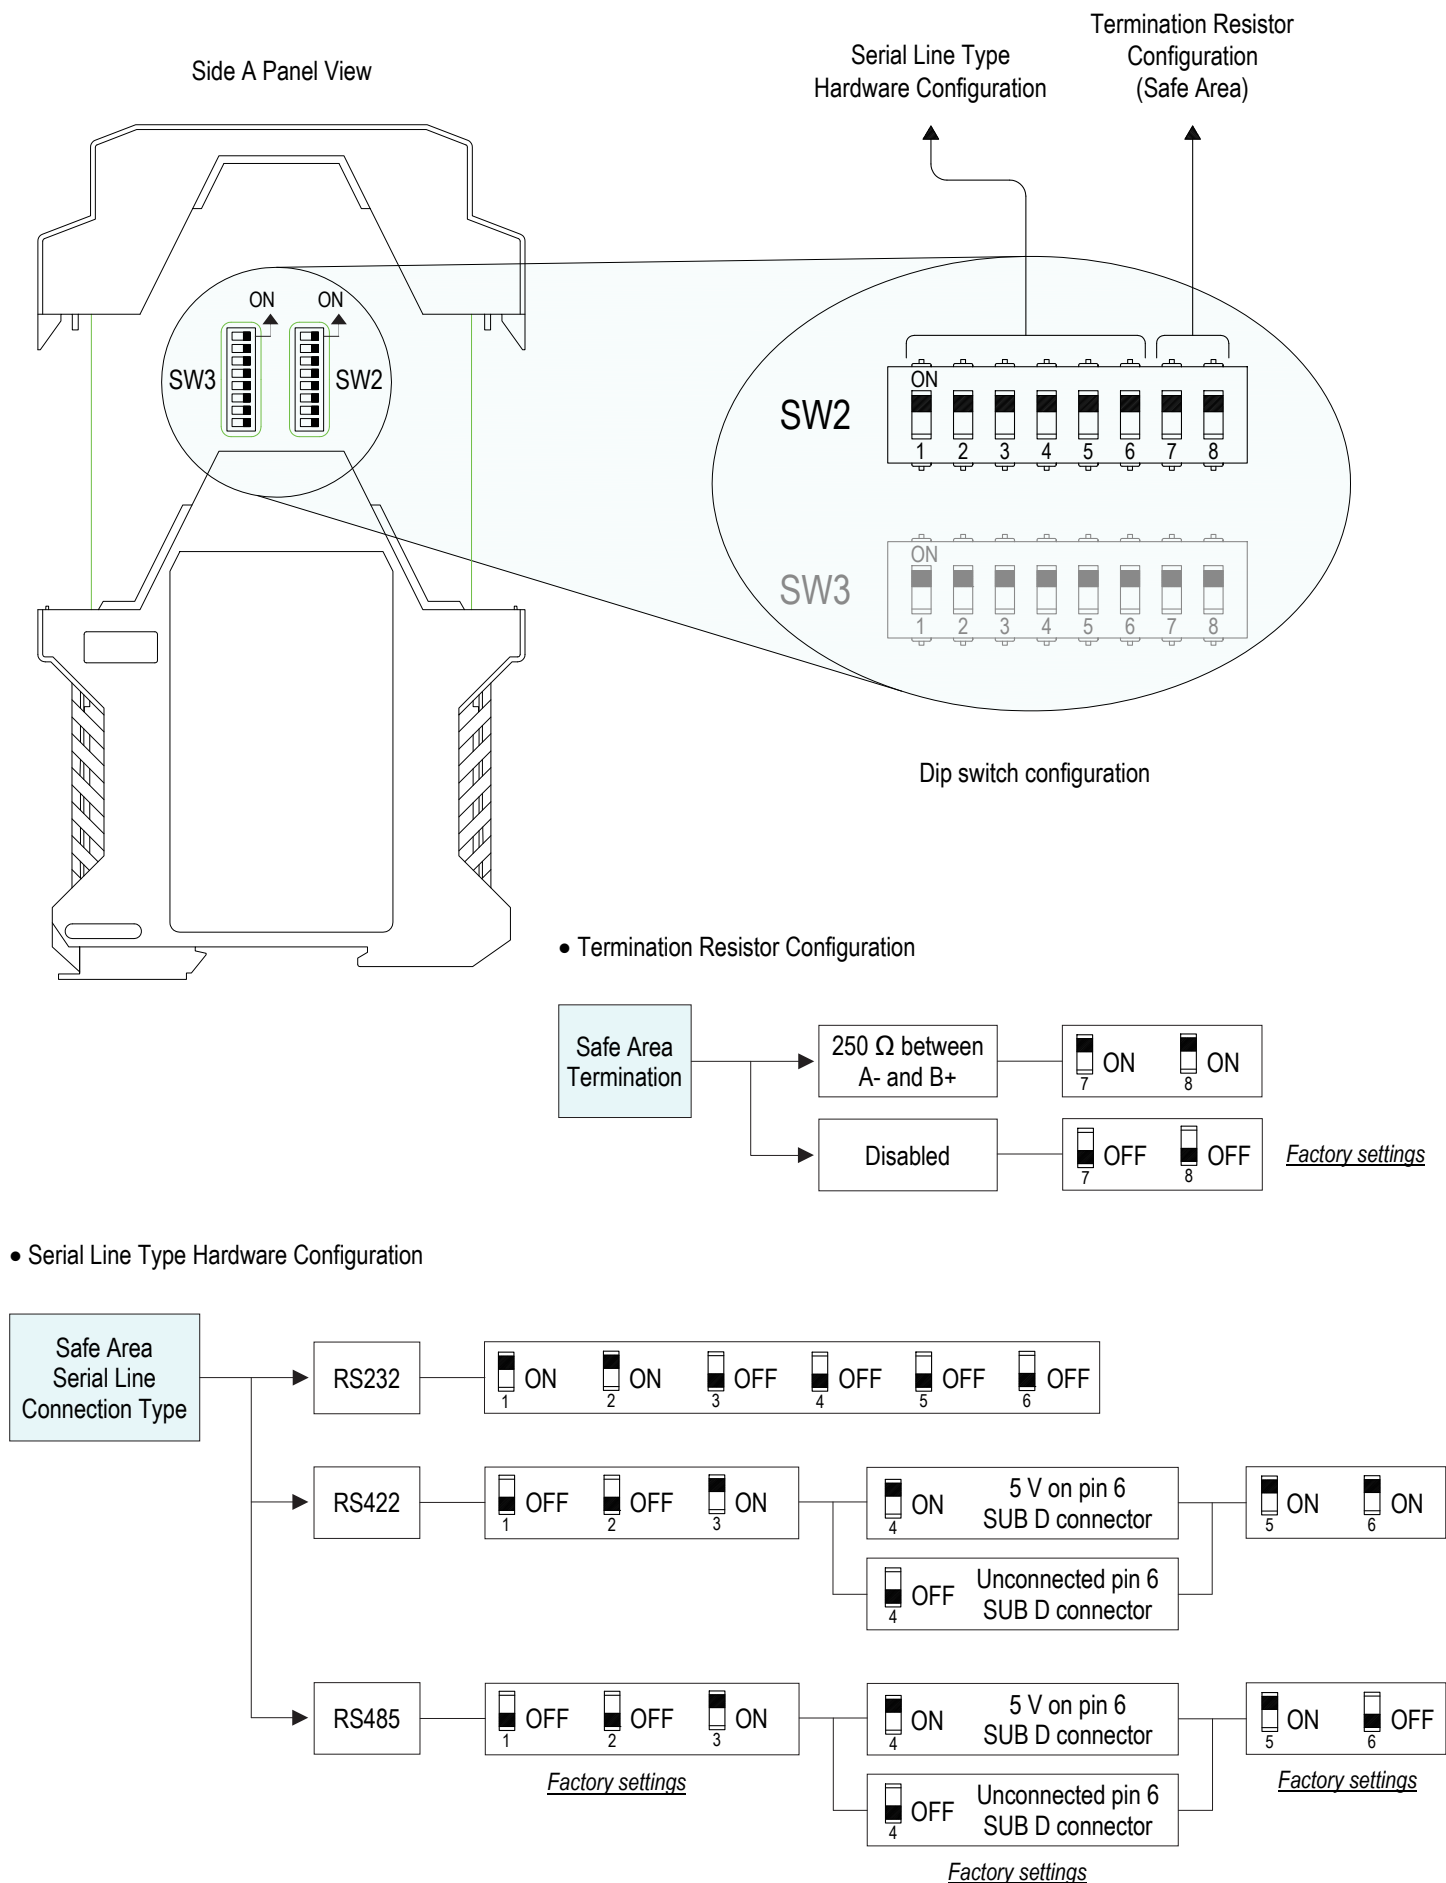 Side A Panel View
Serial Line Type
Hardware Configuration
Termination Resistor
Configuration
(Safe Area)
ON ON
SW3 SW2
SW2
ON
1 2 3 4 5 6 7 8
SW3
ON
1 2 3 4 5 6 7 8
Dip switch configuration
• Termination Resistor Configuration
Safe Area
Termination
250 Ω between
A- and B+
7 ON 8 ON
Disabled
7 OFF 8 OFF
Factory settings
• Serial Line Type Hardware Configuration
Safe Area
Serial Line
Connection Type
RS232
1 ON 2 ON 3 OFF 4 OFF 5 OFF 6 OFF
RS422
1 OFF 2 OFF 3 ON
4 ON
5 V on pin 6
SUB D connector
4 OFF
Unconnected pin 6
SUB D connector
5 ON 6 ON
RS485
1 OFF 2 OFF 3 ON
Factory settings
4 ON
5 V on pin 6
SUB D connector
4 OFF
Unconnected pin 6
SUB D connector
Factory settings
5 ON 6 OFF
Factory settings